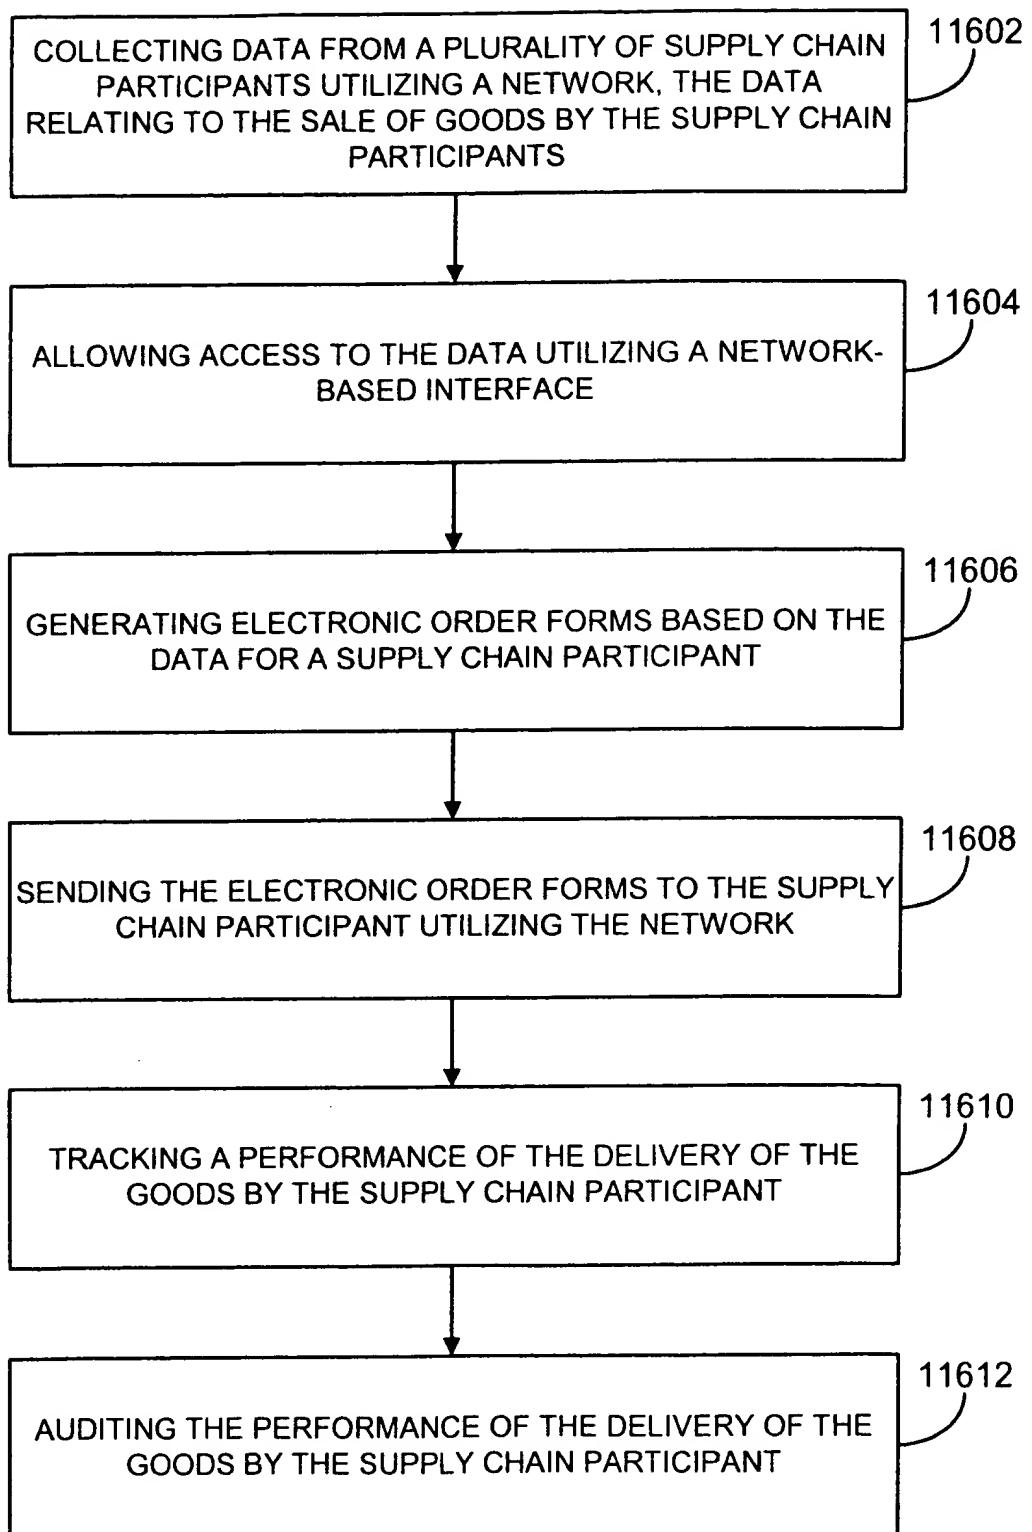 11602
COLLECTING DATA FROM A PLURALITY OF SUPPLY CHAIN
PARTICIPANTS UTILIZING A NETWORK, THE DATA
RELATING TO THE SALE OF GOODS BY THE SUPPLY CHAIN
PARTICIPANTS
11604
ALLOWING ACCESS TO THE DATA UTILIZING A NETWORK-
BASED INTERFACE
11606
GENERATING ELECTRONIC ORDER FORMS BASED ON THE
DATA FOR A SUPPLY CHAIN PARTICIPANT
11608
SENDING THE ELECTRONIC ORDER FORMS TO THE SUPPLY
CHAIN PARTICIPANT UTILIZING THE NETWORK
11610
TRACKING A PERFORMANCE OF THE DELIVERY OF THE
GOODS BY THE SUPPLY CHAIN PARTICIPANT
11612
AUDITING THE PERFORMANCE OF THE DELIVERY OF THE
GOODS BY THE SUPPLY CHAIN PARTICIPANT